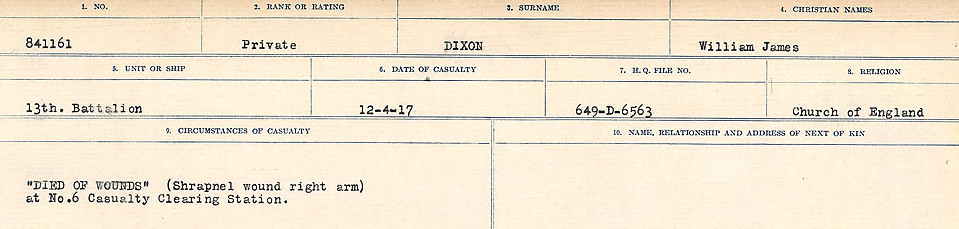 1. NO. 2. RANK OR RATING 3. SURNAME 4. CHRISTIAN NAMES
841161 Private DIXON William James
5. UNIT OR SHIP 6. DATE OF CASUALTY 7. H.Q. FILE NO. 8. RELIGION
13th. Battalion 12-4-17 649-D-6563 Church of England
9. CIRCUMSTANCES OF CASUALTY 10. NAME, RELATIONSHIP AND ADDRESS OF NEXT OF KIN
"DIED OF WOUNDS" (Shrapnel wound right arm)
at No.6 Casualty Clearing Station.